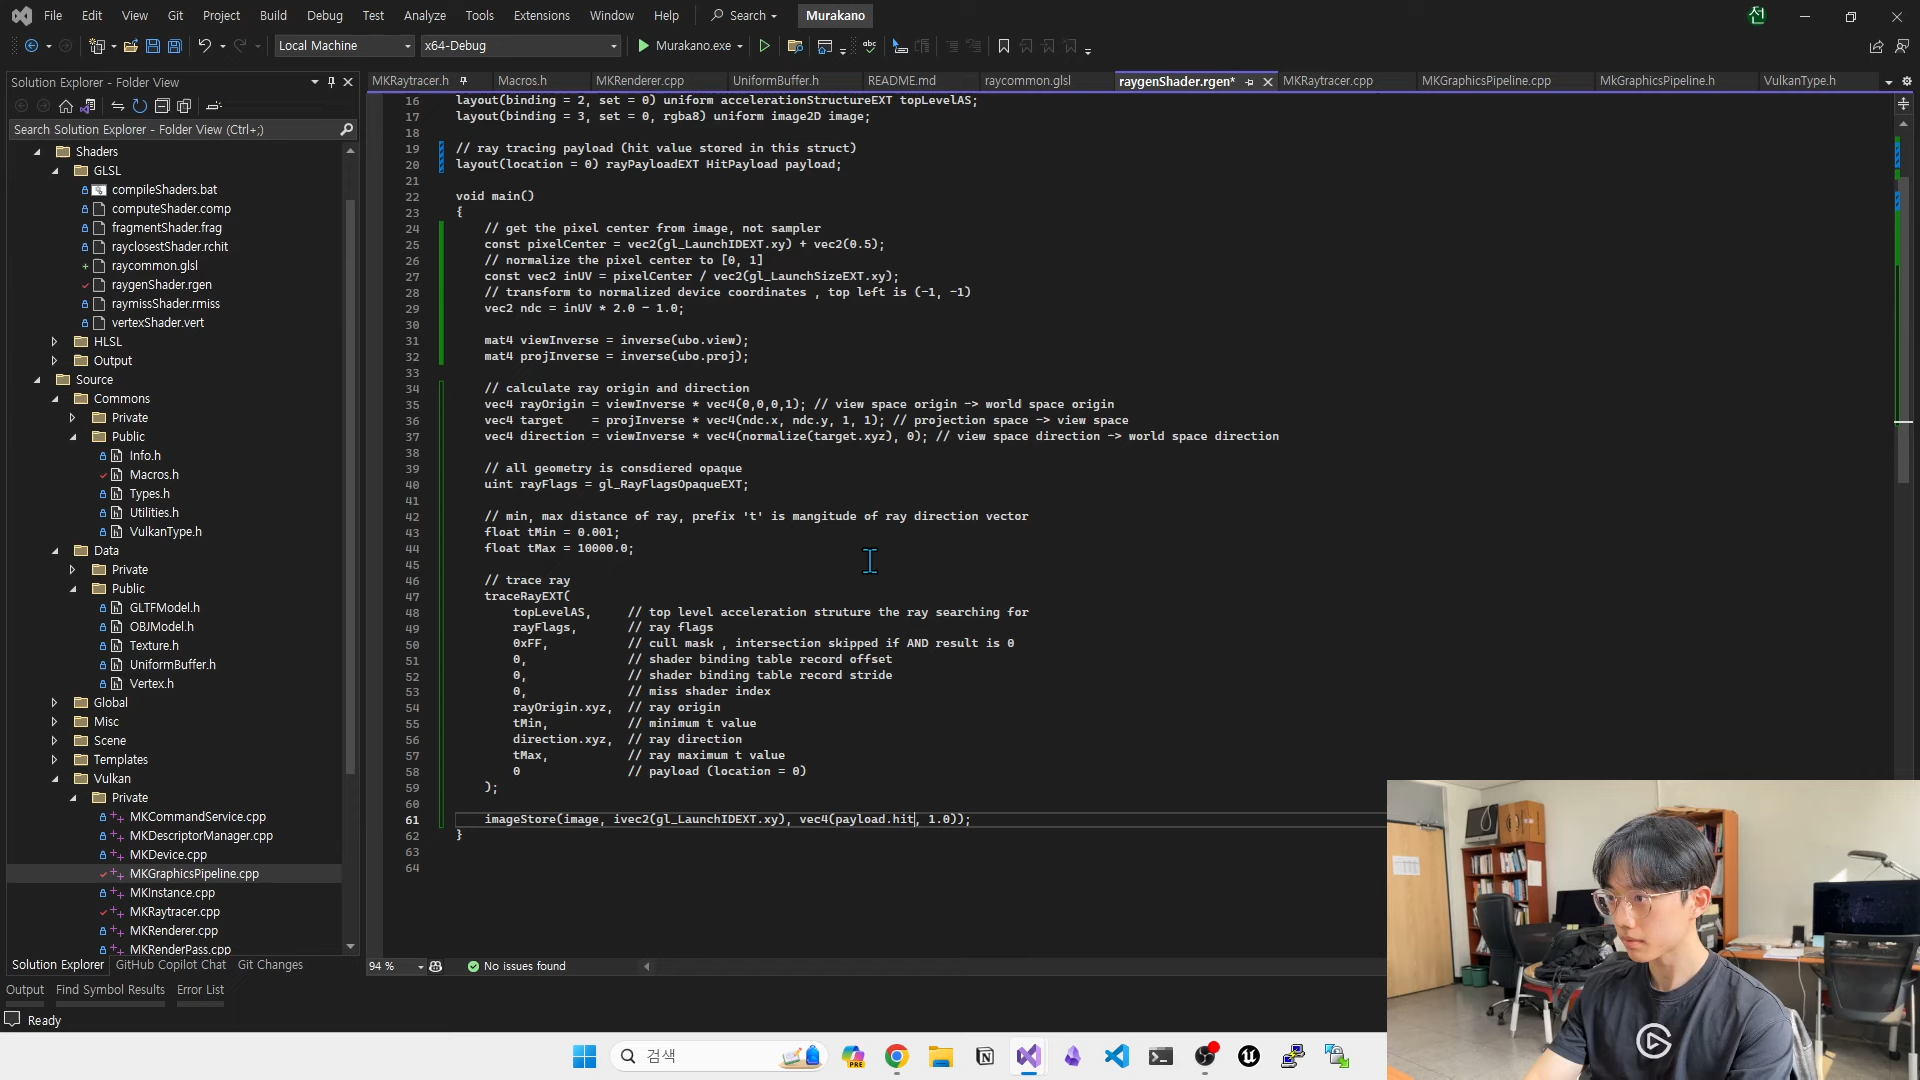 File Edit View Git Project Build Debug Test Analyze Tools Extensions Window Help Search Murakano 선
Local Machine x64-Debug Murakano.exe
Solution Explorer - Folder View
Search Solution Explorer - Folder View (Ctrl+;)
Shaders
GLSL
compileShaders.bat
computeShader.comp
fragmentShader.frag
rayclosestShader.rchit
raycommon.glsl
raygenShader.rgen
raymissShader.rmiss
vertexShader.vert
HLSL
Output
Source
Commons
Private
Public
Info.h
Macros.h
Types.h
Utilities.h
VulkanType.h
Data
Private
Public
GLTFModel.h
OBJModel.h
Texture.h
UniformBuffer.h
Vertex.h
Global
Misc
Scene
Templates
Vulkan
Private
MKCommandService.cpp
MKDescriptorManager.cpp
MKDevice.cpp
MKGraphicsPipeline.cpp
MKInstance.cpp
MKRaytracer.cpp
MKRenderer.cpp
MKRenderPass.cpp
Solution Explorer GitHub Copilot Chat Git Changes
MKRaytracer.h Macros.h MKRenderer.cpp UniformBuffer.h README.md raycommon.glsl raygenShader.rgen* MKRaytracer.cpp MKGraphicsPipeline.cpp MkGraphicsPipeline.h VulkanType.h
16 layout(binding = 2, set = 0) uniform accelerationStructureEXT topLevelAS;
17 layout(binding = 3, set = 0, rgba8) uniform image2D image;
18
19 // ray tracing payload (hit value stored in this struct)
20 layout(location = 0) rayPayloadEXT HitPayload payload;
21
22 void main()
23 {
24 // get the pixel center from image, not sampler
25 const pixelCenter = vec2(gl_LaunchIDEXT.xy) + vec2(0.5);
26 // normalize the pixel center to [0, 1]
27 const vec2 inUV = pixelCenter / vec2(gl_LaunchSizeEXT.xy);
28 // transform to normalized device coordinates , top left is (-1, -1)
29 vec2 ndc = inUV * 2.0 - 1.0;
30
31 mat4 viewInverse = inverse(ubo.view);
32 mat4 projInverse = inverse(ubo.proj);
33
34 // calculate ray origin and direction
35 vec4 rayOrigin = viewInverse * vec4(0,0,0,1); // view space origin -> world space origin
36 vec4 target = projInverse * vec4(ndc.x, ndc.y, 1, 1); // projection space -> view space
37 vec4 direction = viewInverse * vec4(normalize(target.xyz), 0); // view space direction -> world space direction
38
39 // all geometry is consdiered opaque
40 uint rayFlags = gl_RayFlagsOpaqueEXT;
41
42 // min, max distance of ray, prefix 't' is mangitude of ray direction vector
43 float tMin = 0.001;
44 float tMax = 10000.0;
45
46 // trace ray
47 traceRayEXT(
48 topLevelAS, // top level acceleration struture the ray searching for
49 rayFlags, // ray flags
50 0xFF, // cull mask , intersection skipped if AND result is 0
51 0, // shader binding table record offset
52 0, // shader binding table record stride
53 0, // miss shader index
54 rayOrigin.xyz, // ray origin
55 tMin, // minimum t value
56 direction.xyz, // ray direction
57 tMax, // ray maximum t value
58 0 // payload (location = 0)
59 );
60
61 imageStore(image, ivec2(gl_LaunchIDEXT.xy), vec4(payload.hit, 1.0));
62 }
63
64
94 % No issues found
Output Find Symbol Results Error List
Ready
검색